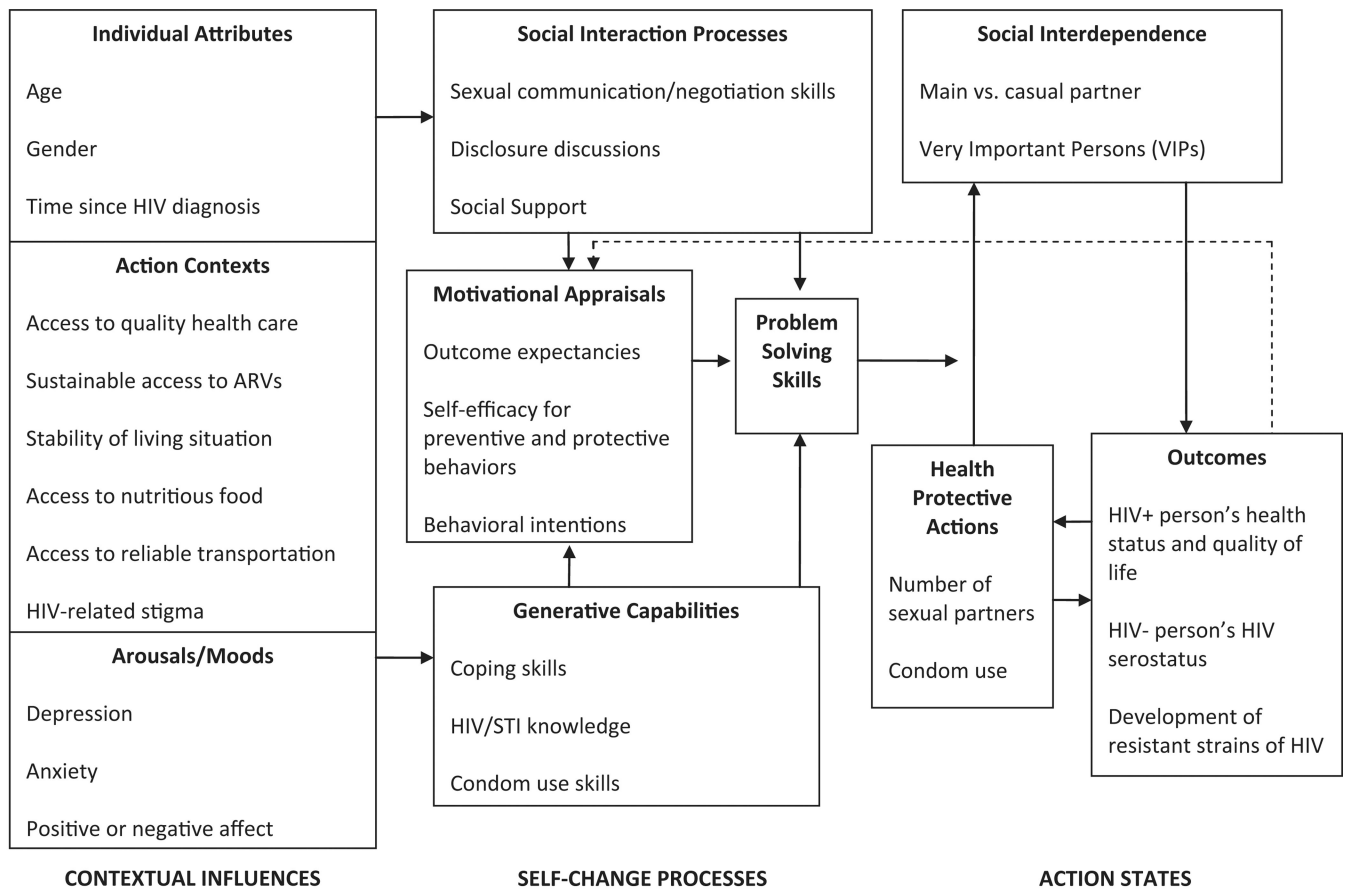 Individual Attributes
Age
Gender
Time since HIV diagnosis
Action Contexts
Access to quality health care
Sustainable access to ARVs
Stability of living situation
Access to nutritious food
Access to reliable transportation
HIV-related stigma
Arousals/Moods
Depression
Anxiety
Positive or negative affect
CONTEXTUAL INFLUENCES
Social Interaction Processes
Sexual communication/negotiation skills
Disclosure discussions
Social Support
Motivational Appraisals
Outcome expectancies
Self-efficacy for
preventive and protective
behaviors
Behavioral intentions
Problem
Solving
Skills
Generative Capabilities
Coping skills
HIV/STI knowledge
Condom use skills
SELF-CHANGE PROCESSES
Social Interdependence
Main vs. casual partner
Very Important Persons (VIPs)
Health
Protective
Actions
Number of
sexual partners
Condom use
Outcomes
HIV+ person’s health
status and quality of
life
HIV- person’s HIV
serostatus
Development of
resistant strains of HIV
ACTION STATES